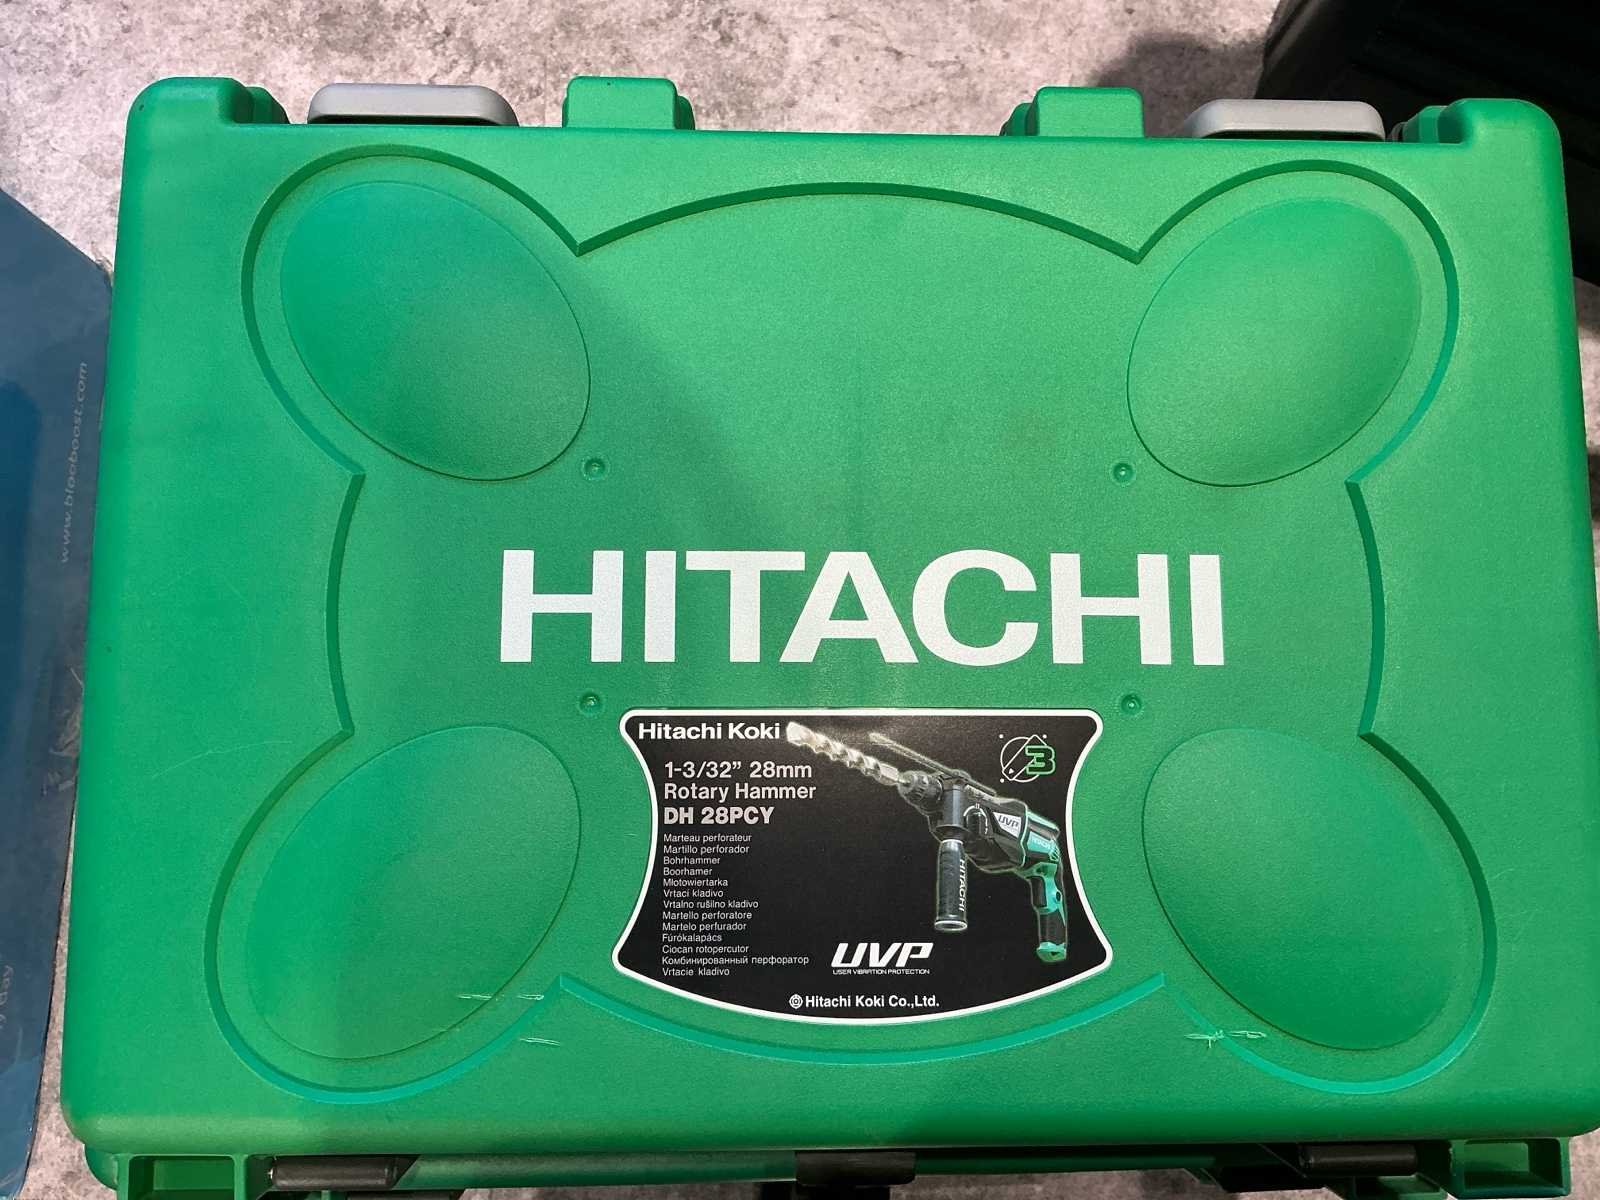 www.blooboost.com
HITACHI
Hitachi Koki
3
1-3/32” 28mm
Rotary Hammer
DH 28PCY
Marteau perforateur
Martillo perforador
Bohrhammer
Boorhamer
Młotowiertarka
Vrtací kladivo
Vrtalno rušilno kladivo
Martello perforatore
Martelo perfurador
Fúrókalapács
Ciocan rotopercutor
Комбинированный перфоратор
Vrtacie kladivo
UVP
HITACHI
HITACHI
UVP
USER VIBRATION PROTECTION
Hitachi Koki Co.,Ltd.